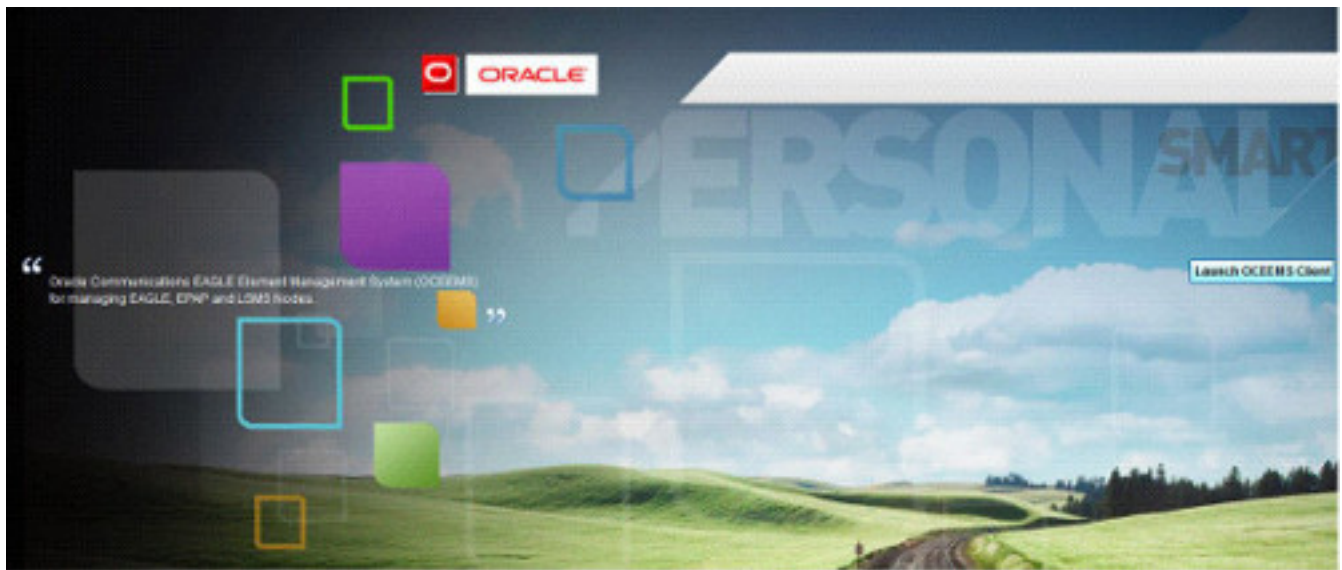 ORACLE
PERSONAL
SMART
Launch OCEEMS Client
“ Oracle Communications EAGLE Element Management System (OCEEMS)
for managing EAGLE, EPAP and LSMS Nodes. ”